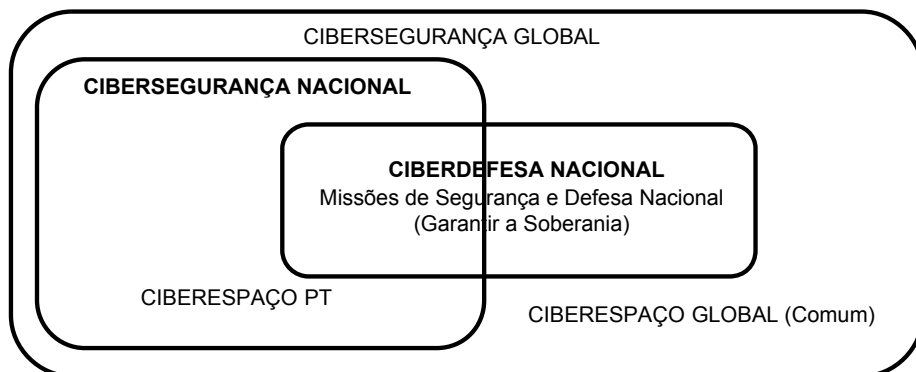 CIBERSEGURANÇA GLOBAL
CIBERSEGURANÇA NACIONAL
CIBERDEFESA NACIONAL
Missões de Segurança e Defesa Nacional
(Garantir a Soberania)
CIBERESPAÇO PT
CIBERESPAÇO GLOBAL (Comum)